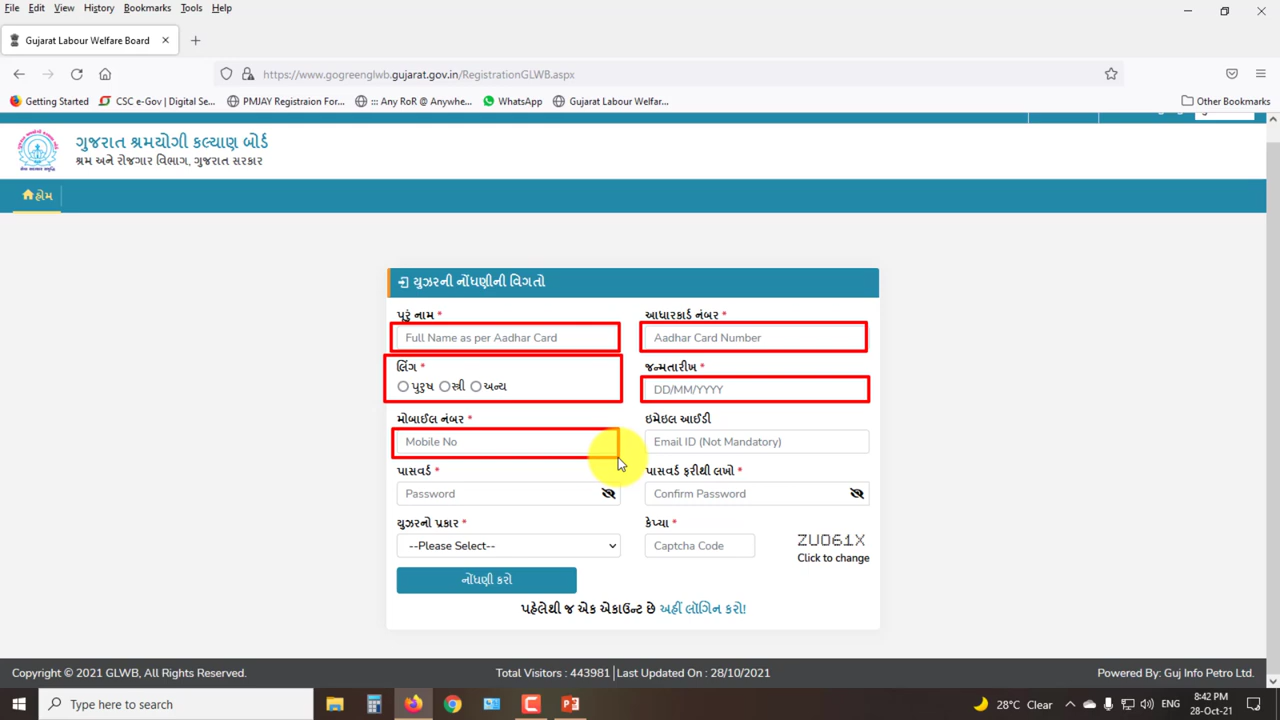 File Edit View History Bookmarks Tools Help
Gujarat Labour Welfare Board
https://www.gogreenglwb.gujarat.gov.in/RegistrationGLWB.aspx
Getting Started CSC e-Gov | Digital Se... PMJAY Registraion For... ::: Any RoR @ Anywhe... WhatsApp Gujarat Labour Welfar... Other Bookmarks
ગુજરાત શ્રમયોગી કલ્યાણ બોર્ડ
શ્રમ અને રોજગાર વિભાગ, ગુજરાત સરકાર
હોમ
યુઝરની નોંધણીની વિગતો
પૂરું નામ * આધારકાર્ડ નંબર *
Full Name as per Aadhar Card Aadhar Card Number
લિંગ * જન્મતારીખ *
પુરુષ સ્ત્રી અન્ય DD/MM/YYYY
મોબાઈલ નંબર * ઇમેઇલ આઈડી
Mobile No Email ID (Not Mandatory)
પાસવર્ડ * પાસવર્ડ ફરીથી લખો *
Password Confirm Password
યુઝરનો પ્રકાર * કેપ્ચા *
--Please Select-- Captcha Code ZU061X
Click to change
નોંધણી કરો
પહેલેથી જ એક એકાઉન્ટ છે અહીં લૉગિન કરો!
Copyright © 2021 GLWB, All Rights Reserved. Total Visitors : 443981 | Last Updated On : 28/10/2021 Powered By: Guj Info Petro Ltd.
Type here to search 28°C Clear ENG 8:42 PM
28-Oct-21